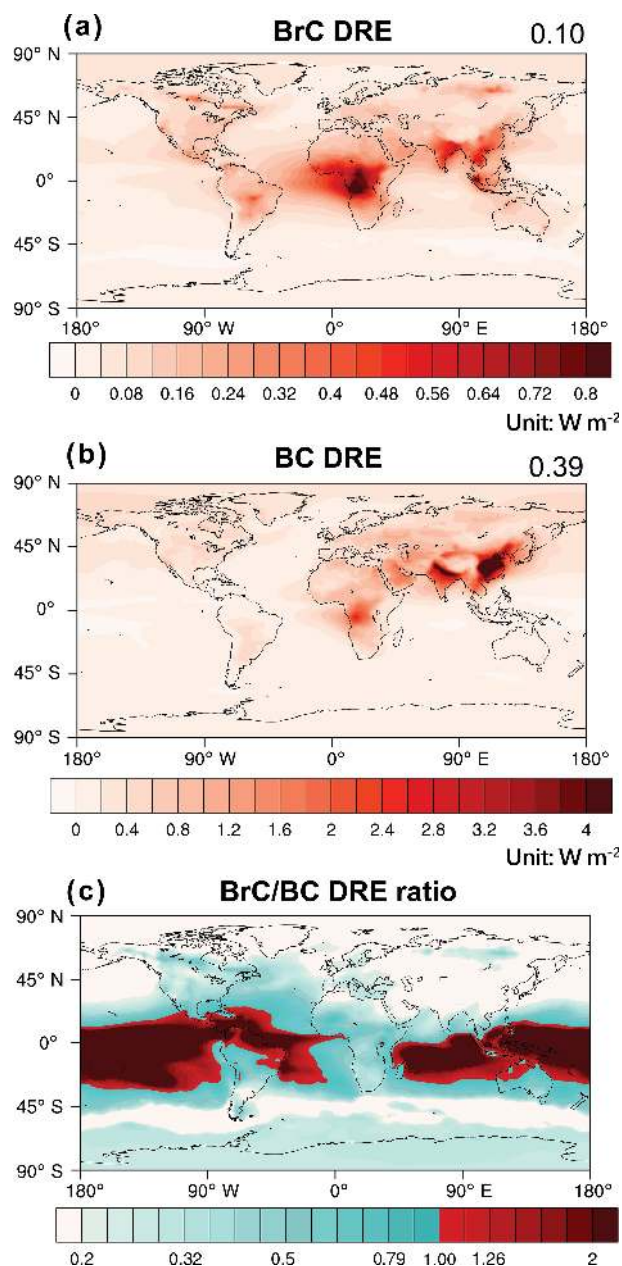 (a) BrC DRE 0.10
90° N
45° N
0°
45° S
90° S
180° 90° W 0° 90° E 180°
0 0.08 0.16 0.24 0.32 0.4 0.48 0.56 0.64 0.72 0.8
Unit: W m⁻²
(b) BC DRE 0.39
90° N
45° N
0°
45° S
90° S
180° 90° W 0° 90° E 180°
0 0.4 0.8 1.2 1.6 2 2.4 2.8 3.2 3.6 4
Unit: W m⁻²
(c) BrC/BC DRE ratio
90° N
45° N
0°
45° S
90° S
180° 90° W 0° 90° E 180°
0.2 0.32 0.5 0.79 1.00 1.26 2